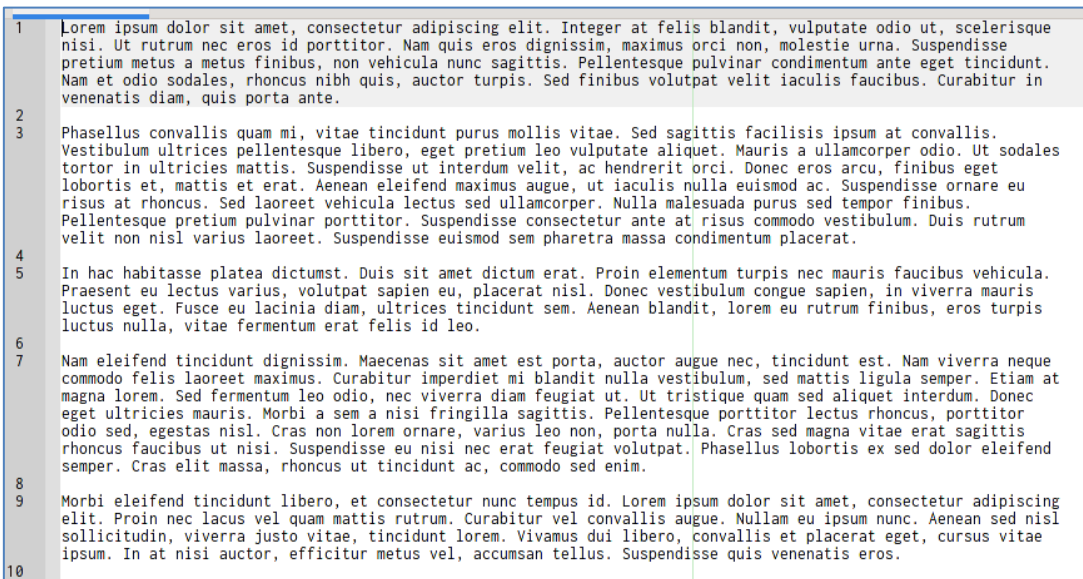 1 Lorem ipsum dolor sit amet, consectetur adipiscing elit. Integer at felis blandit, vulputate odio ut, scelerisque
nisi. Ut rutrum nec eros id porttitor. Nam quis eros dignissim, maximus orci non, molestie urna. Suspendisse
pretium metus a metus finibus, non vehicula nunc sagittis. Pellentesque pulvinar condimentum ante eget tincidunt.
Nam et odio sodales, rhoncus nibh quis, auctor turpis. Sed finibus volutpat velit iaculis faucibus. Curabitur in
venenatis diam, quis porta ante.
2
3 Phasellus convallis quam mi, vitae tincidunt purus mollis vitae. Sed sagittis facilisis ipsum at convallis.
Vestibulum ultrices pellentesque libero, eget pretium leo vulputate aliquet. Mauris a ullamcorper odio. Ut sodales
tortor in ultricies mattis. Suspendisse ut interdum velit, ac hendrerit orci. Donec eros arcu, finibus eget
lobortis et, mattis et erat. Aenean eleifend maximus augue, ut iaculis nulla euismod ac. Suspendisse ornare eu
risus at rhoncus. Sed laoreet vehicula lectus sed ullamcorper. Nulla malesuada purus sed tempor finibus.
Pellentesque pretium pulvinar porttitor. Suspendisse consectetur ante at risus commodo vestibulum. Duis rutrum
velit non nisl varius laoreet. Suspendisse euismod sem pharetra massa condimentum placerat.
4
5 In hac habitasse platea dictumst. Duis sit amet dictum erat. Proin elementum turpis nec mauris faucibus vehicula.
Praesent eu lectus varius, volutpat sapien eu, placerat nisl. Donec vestibulum congue sapien, in viverra mauris
luctus eget. Fusce eu lacinia diam, ultrices tincidunt sem. Aenean blandit, lorem eu rutrum finibus, eros turpis
luctus nulla, vitae fermentum erat felis id leo.
6
7 Nam eleifend tincidunt dignissim. Maecenas sit amet est porta, auctor augue nec, tincidunt est. Nam viverra neque
commodo felis laoreet maximus. Curabitur imperdiet mi blandit nulla vestibulum, sed mattis ligula semper. Etiam at
magna lorem. Sed fermentum leo odio, nec viverra diam feugiat ut. Ut tristique quam sed aliquet interdum. Donec
eget ultricies mauris. Morbi a sem a nisi fringilla sagittis. Pellentesque porttitor lectus rhoncus, porttitor
odio sed, egestas nisl. Cras non lorem ornare, varius leo non, porta nulla. Cras sed magna vitae erat sagittis
rhoncus faucibus ut nisi. Suspendisse eu nisi nec erat feugiat volutpat. Phasellus lobortis ex sed dolor eleifend
semper. Cras elit massa, rhoncus ut tincidunt ac, commodo sed enim.
8
9 Morbi eleifend tincidunt libero, et consectetur nunc tempus id. Lorem ipsum dolor sit amet, consectetur adipiscing
elit. Proin nec lacus vel quam mattis rutrum. Curabitur vel convallis augue. Nullam eu ipsum nunc. Aenean sed nisl
sollicitudin, viverra justo vitae, tincidunt lorem. Vivamus dui libero, convallis et placerat eget, cursus vitae
ipsum. In at nisi auctor, efficitur metus vel, accumsan tellus. Suspendisse quis venenatis eros.
10